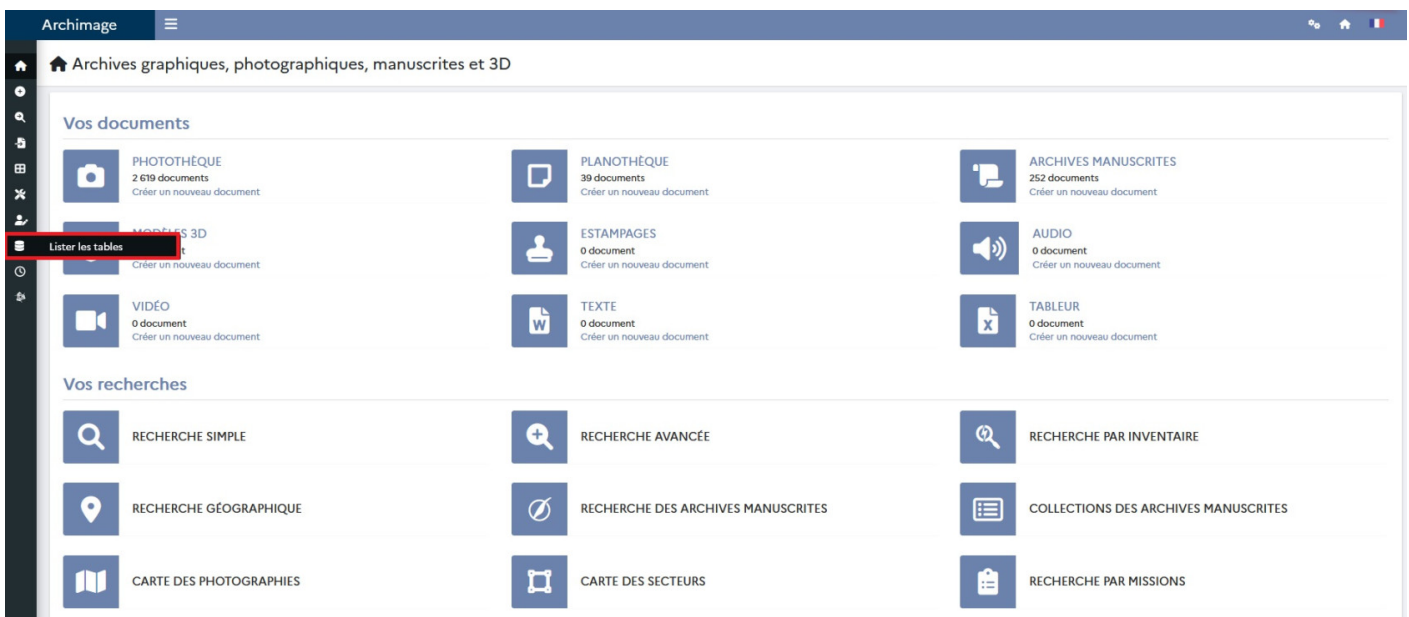 Archimage
Archives graphiques, photographiques, manuscrites et 3D
Vos documents
PHOTOTHÈQUE
2 619 documents
Créer un nouveau document
PLANOTHÈQUE
39 documents
Créer un nouveau document
ARCHIVES MANUSCRITES
252 documents
Créer un nouveau document
MODÈLES 3D
Lister les tables
t
Créer un nouveau document
ESTAMPAGES
0 document
Créer un nouveau document
AUDIO
0 document
Créer un nouveau document
VIDÉO
0 document
Créer un nouveau document
W
TEXTE
0 document
Créer un nouveau document
X
TABLEUR
0 document
Créer un nouveau document
Vos recherches
RECHERCHE SIMPLE
RECHERCHE AVANCÉE
RECHERCHE PAR INVENTAIRE
RECHERCHE GÉOGRAPHIQUE
RECHERCHE DES ARCHIVES MANUSCRITES
COLLECTIONS DES ARCHIVES MANUSCRITES
CARTE DES PHOTOGRAPHIES
CARTE DES SECTEURS
RECHERCHE PAR MISSIONS